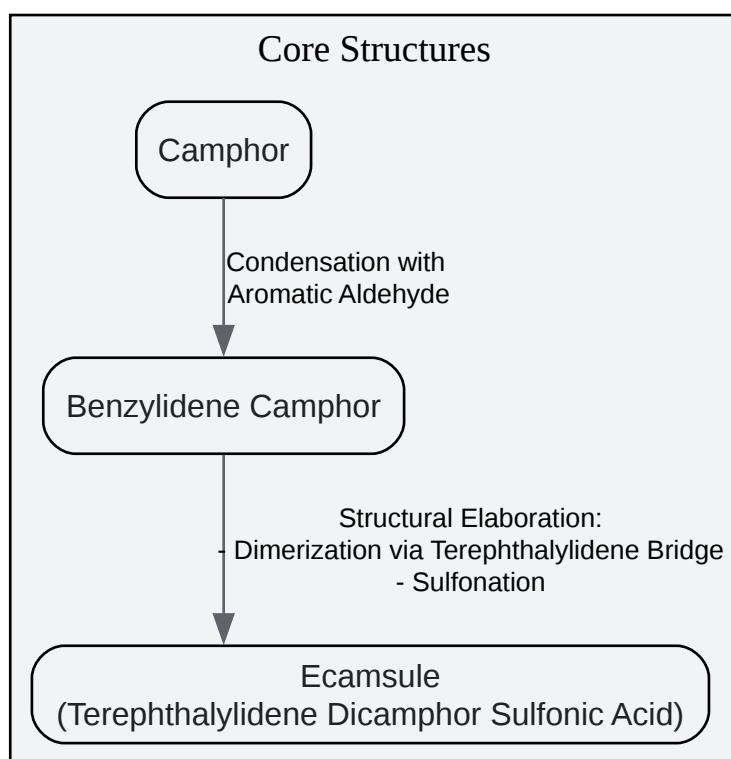 Core Structures
Camphor
Condensation with
Aromatic Aldehyde
Benzylidene Camphor
Structural Elaboration:
- Dimerization via Terephthalylidene Bridge
- Sulfonation
Ecamsule
(Terephthalylidene Dicamphor Sulfonic Acid)